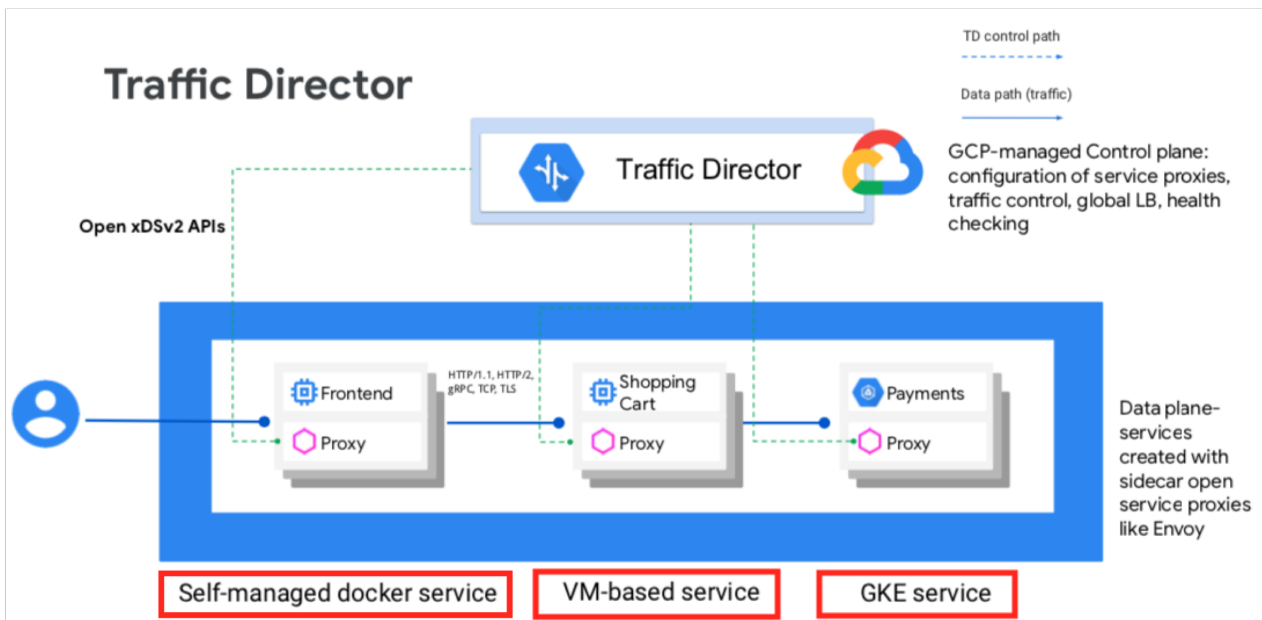 TD control path
Traffic Director
Data path (traffic)
Traffic Director
GCP-managed Control plane:
configuration of service proxies,
traffic control, global LB, health
checking
Open xDSv2 APIs
Frontend
Proxy
HTTP/1.1, HTTP/2,
gRPC, TCP, TLS
Shopping
Cart
Proxy
Payments
Proxy
Data plane-
services
created with
sidecar open
service proxies
like Envoy
Self-managed docker service
VM-based service
GKE service